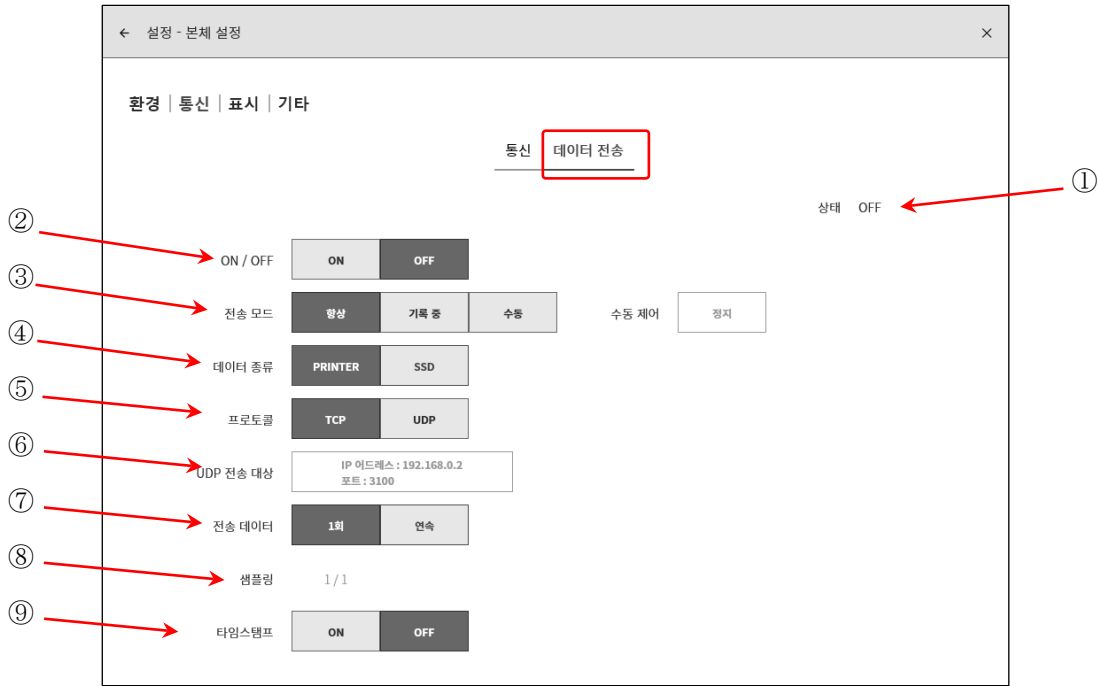 ← 설정 - 본체 설정 ×
환경 | 통신 | 표시 | 기타
통신 데이터 전송
①
상태 OFF
②
ON / OFF ON OFF
③
전송 모드 항상 기록 중 수동 수동 제어 정지
④
데이터 종류 PRINTER SSD
⑤
프로토콜 TCP UDP
⑥
UDP 전송 대상 IP 어드레스 : 192.168.0.2
포트 : 3100
⑦
전송 데이터 1회 연속
⑧
샘플링 1 / 1
⑨
타임스탬프 ON OFF